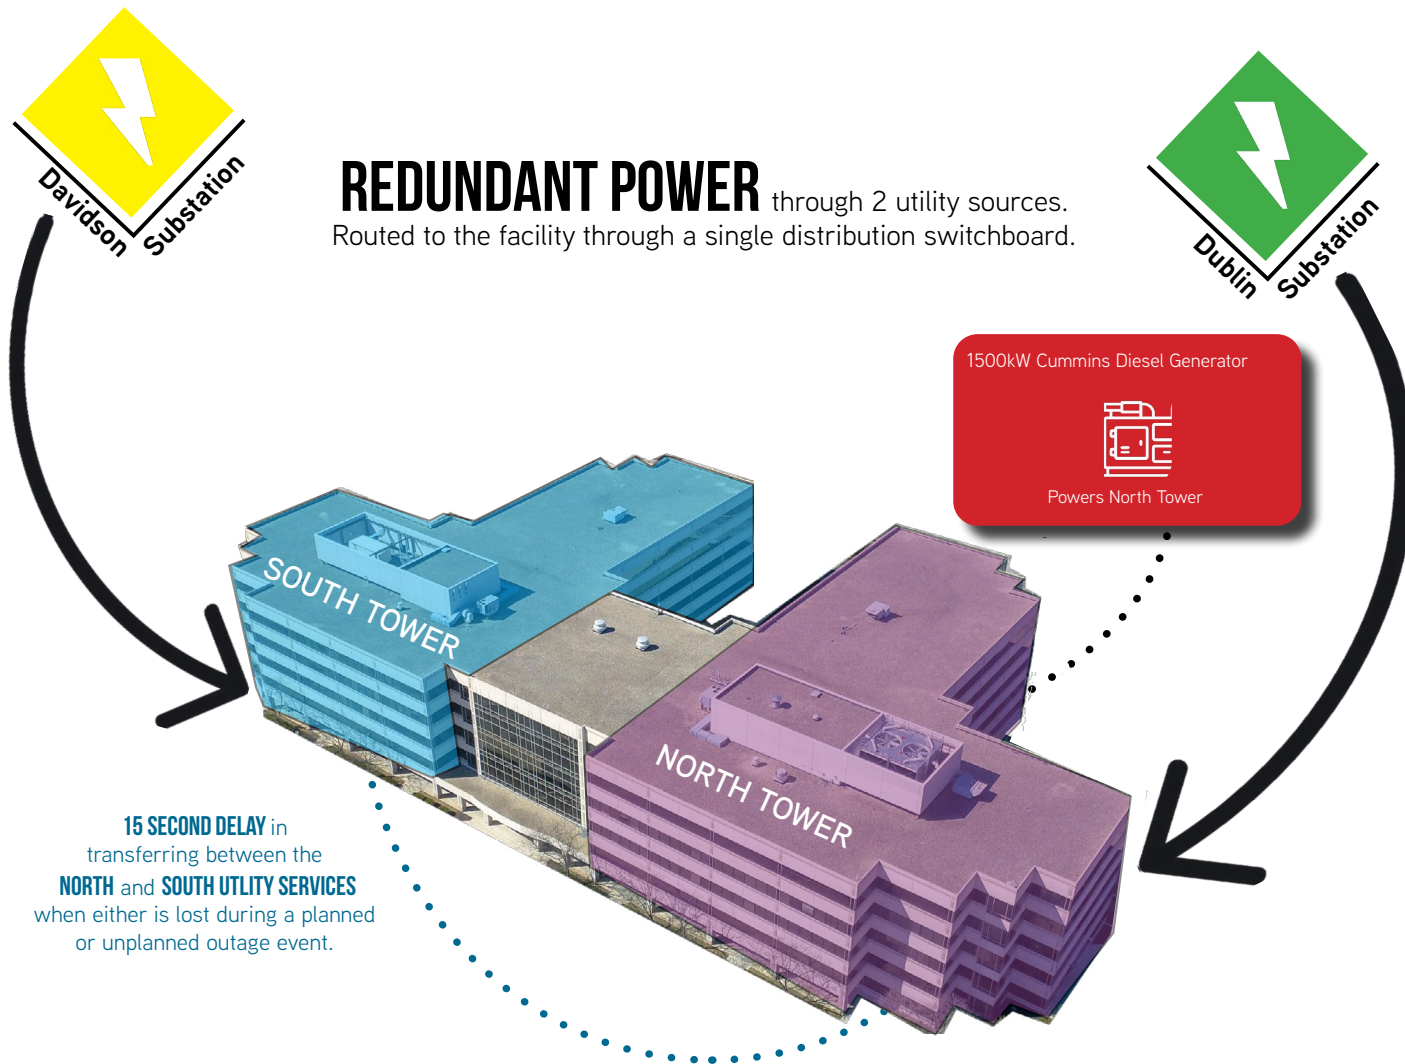 Davidson
Substation
REDUNDANT POWER through 2 utility sources.
Routed to the facility through a single distribution switchboard.
Dublin
Substation
1500kW Cummins Diesel Generator
Powers North Tower
SOUTH TOWER
NORTH TOWER
15 SECOND DELAY in
transferring between the
NORTH and SOUTH UTLITY SERVICES
when either is lost during a planned
or unplanned outage event.